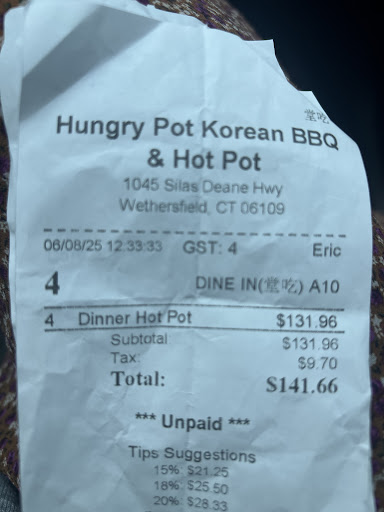 堂吃
Hungry Pot Korean BBQ
& Hot Pot
1045 Silas Deane Hwy
Wethersfield, CT 06109
06/08/25 12:33:33 GST: 4 Eric
4 DINE IN(堂吃) A10
4 Dinner Hot Pot $131.96
Subtotal $131.96
Tax: $9.70
Total: $141.66
*** Unpaid ***
Tips Suggestions
15% $21.25
18% $25.50
20% $28.33